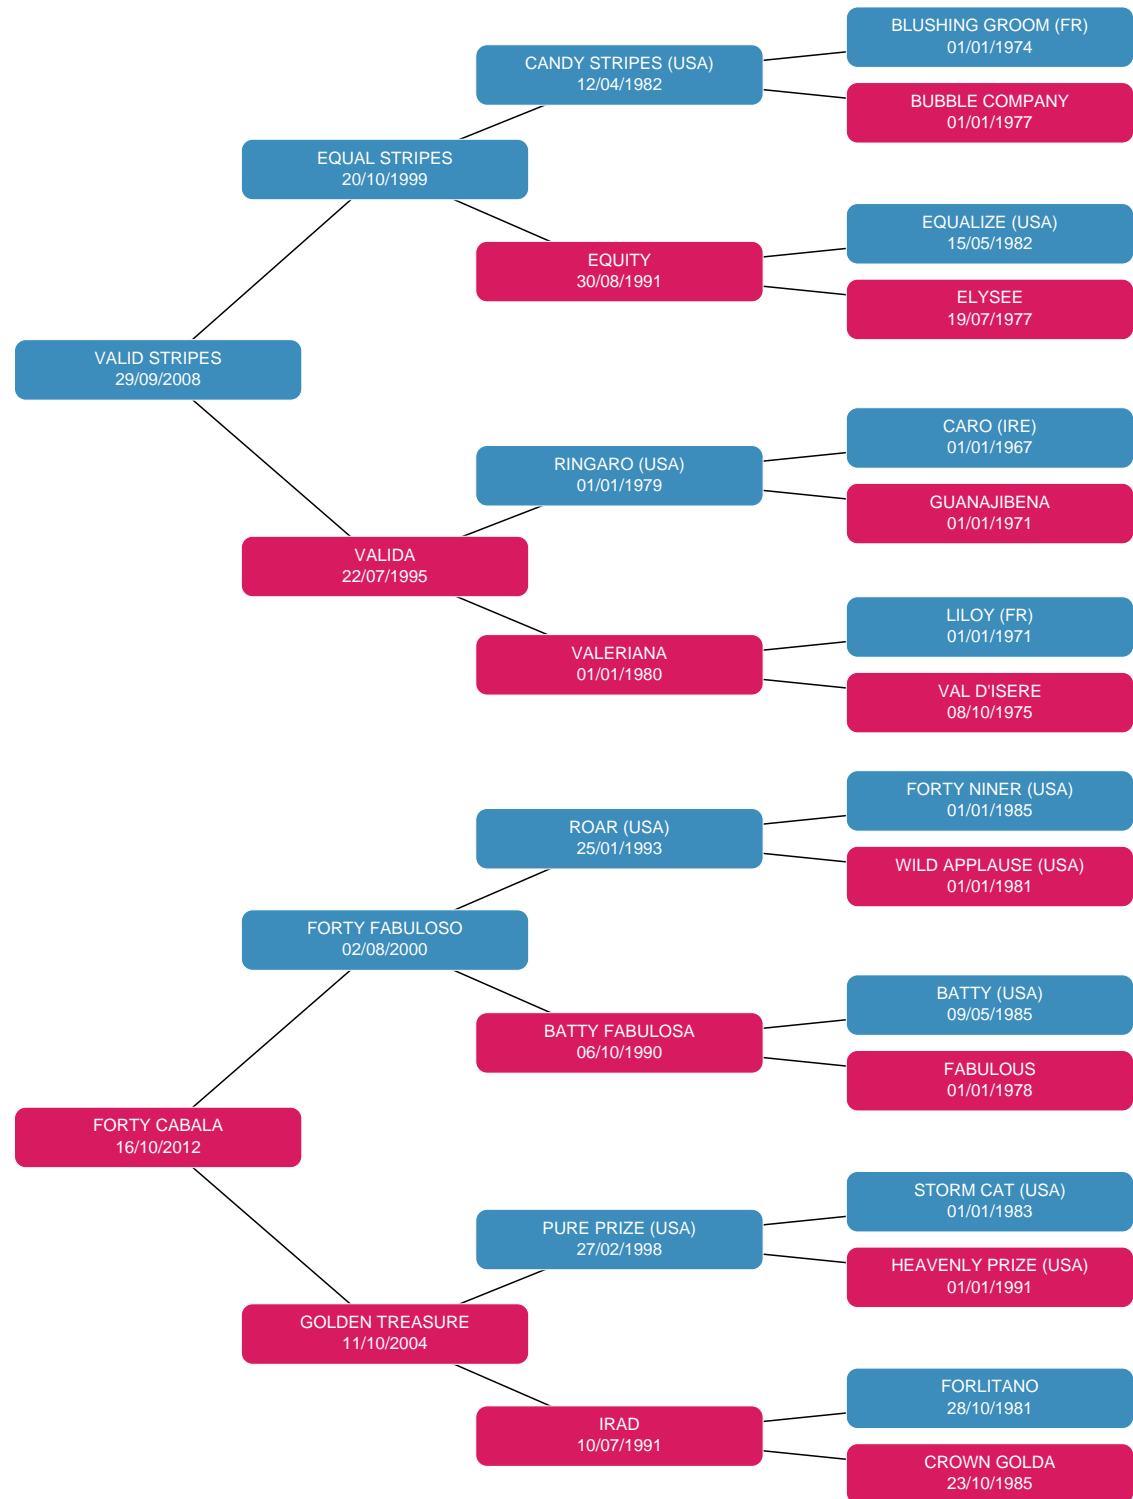 BLUSHING GROOM (FR)
01/01/1974
CANDY STRIPES (USA)
12/04/1982
BUBBLE COMPANY
01/01/1977
EQUAL STRIPES
20/10/1999
EQUALIZE (USA)
15/05/1982
EQUITY
30/08/1991
ELYSEE
19/07/1977
VALID STRIPES
29/09/2008
CARO (IRE)
01/01/1967
RINGARO (USA)
01/01/1979
GUANAJIBENA
01/01/1971
VALIDA
22/07/1995
LILOY (FR)
01/01/1971
VALERIANA
01/01/1980
VAL D'ISERE
08/10/1975
FORTY NINER (USA)
01/01/1985
ROAR (USA)
25/01/1993
WILD APPLAUSE (USA)
01/01/1981
FORTY FABULOSO
02/08/2000
BATTY (USA)
09/05/1985
BATTY FABULOSA
06/10/1990
FABULOUS
01/01/1978
FORTY CABALA
16/10/2012
STORM CAT (USA)
01/01/1983
PURE PRIZE (USA)
27/02/1998
HEAVENLY PRIZE (USA)
01/01/1991
GOLDEN TREASURE
11/10/2004
FORLITANO
28/10/1981
IRAD
10/07/1991
CROWN GOLDA
23/10/1985